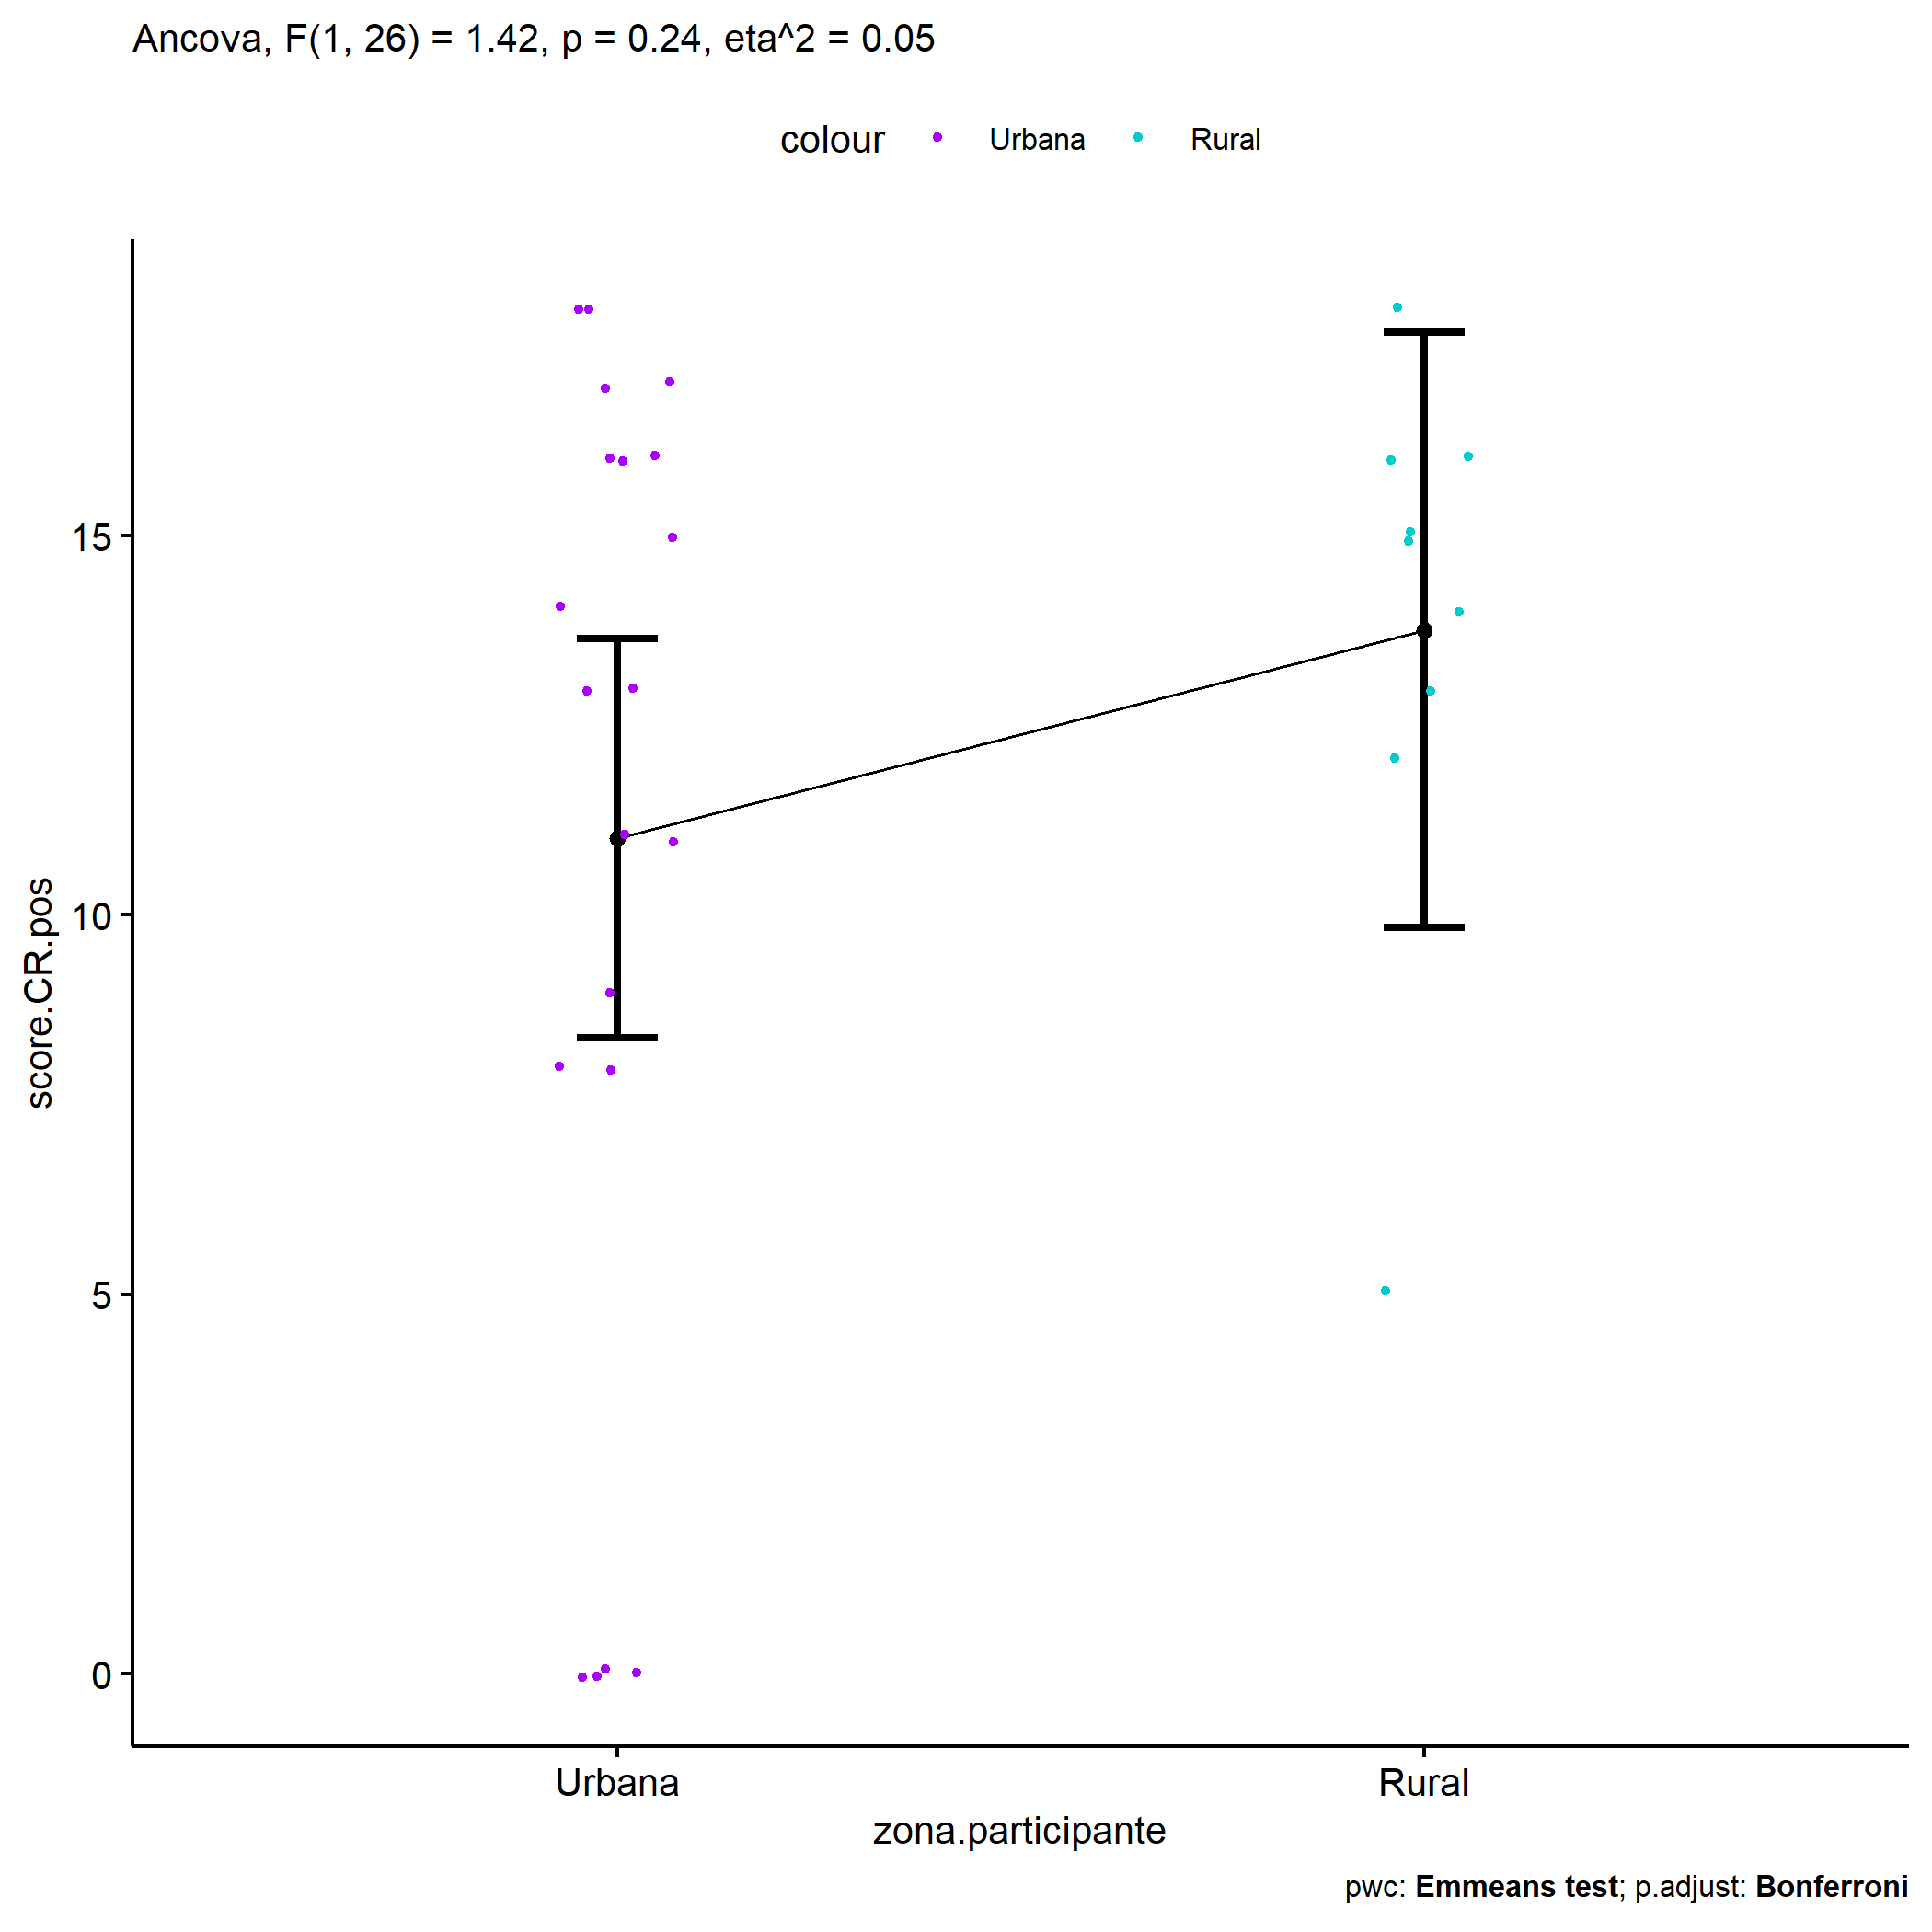 Ancova, F(1, 26) = 1.42, p = 0.24, eta^2 = 0.05
colour Urbana Rural
15
10
5
0
score.CR.pos
Urbana Rural
zona.participante
pwc: Emmeans test; p.adjust: Bonferroni